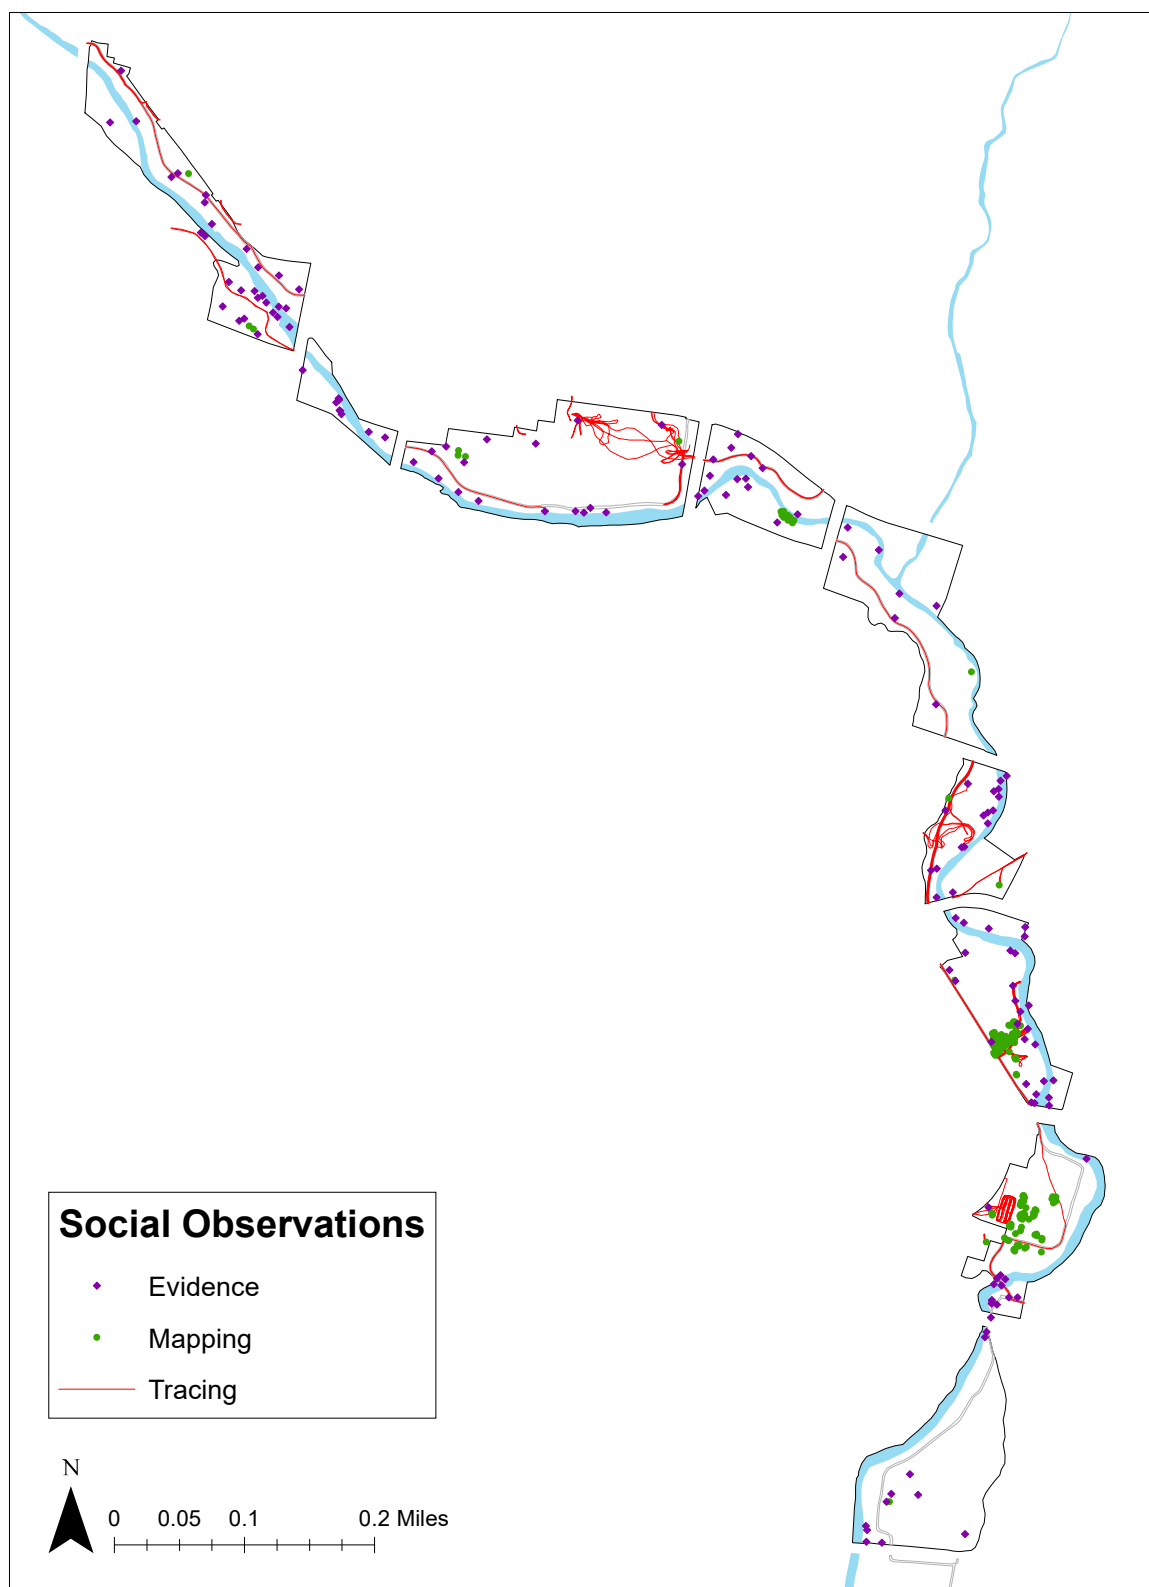 Social Observations
Evidence
Mapping
Tracing
N
0 0.05 0.1 0.2 Miles